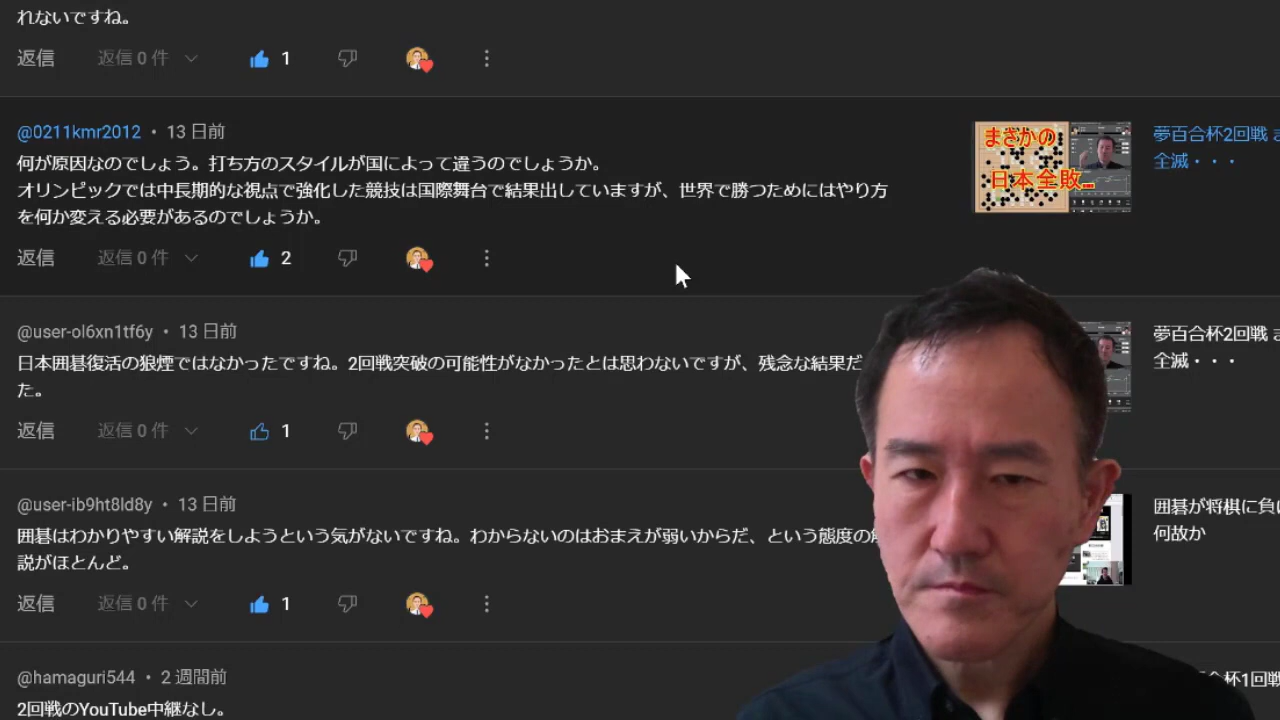 れないですね。
返信 返信 0 件 1
@0211kmr2012 • 13 日前
何が原因なのでしょう。打ち方のスタイルが国によって違うのでしょうか。
オリンピックでは中長期的な視点で強化した競技は国際舞台で結果出していますが、世界で勝つためにはやり方
を何か変える必要があるのでしょうか。
返信 返信 0 件 2
まさかの
日本全敗
夢百合杯2回戦
全滅・・・
@user-ol6xn1tf6y • 13 日前
日本囲碁復活の狼煙ではなかったですね。2回戦突破の可能性がなかったとは思わないですが、残念な結果だ
た。
返信 返信 0 件 1
夢百合杯2回戦
全滅・・・
@user-ib9ht8ld8y • 13 日前
囲碁はわかりやすい解説をしようという気がないですね。わからないのはおまえが弱いからだ、という態度の
説がほとんど。
返信 返信 0 件 1
囲碁が将棋に負
何故か
@hamaguri544 • 2 週間前
2回戦のYouTube中継なし。
杯1回戦